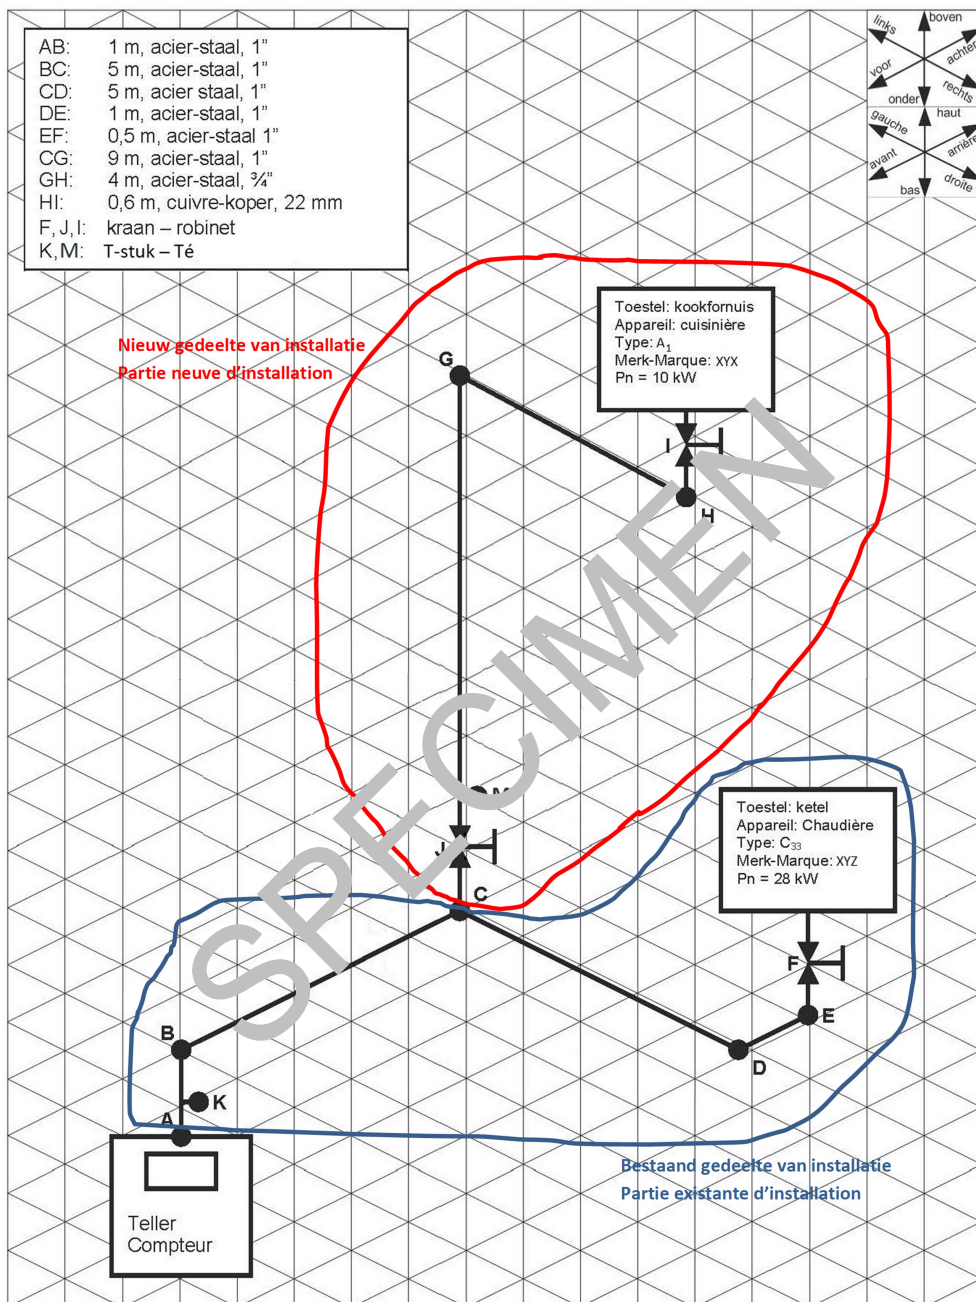 AB: 1 m, acier-staal, 1"
BC: 5 m, acier-staal, 1"
CD: 5 m, acier staal, 1"
DE: 1 m, acier-staal, 1"
EF: 0,5 m, acier-staal 1"
CG: 9 m, acier-staal, 1"
GH: 4 m, acier-staal, ¾"
HI: 0,6 m, cuivre-koper, 22 mm
F, J, I: kraan – robinet
K, M: T-stuk – Té
boven
links
achter
voor
rechts
onder
haut
gauche
arrière
avant
droite
bas
Nieuw gedeelte van installatie
Partie neuve d'installation
Toestel: kookfornuis
Appareil: cuisinière
Type: A₁
Merk-Marque: XYX
Pn = 10 kW
G
I
H
M
J
C
SPECIMEN
Toestel: ketel
Appareil: Chaudière
Type: C₃₃
Merk-Marque: XYZ
Pn = 28 kW
F
E
B
D
K
A
Bestaand gedeelte van installatie
Partie existante d'installation
Teller
Compteur